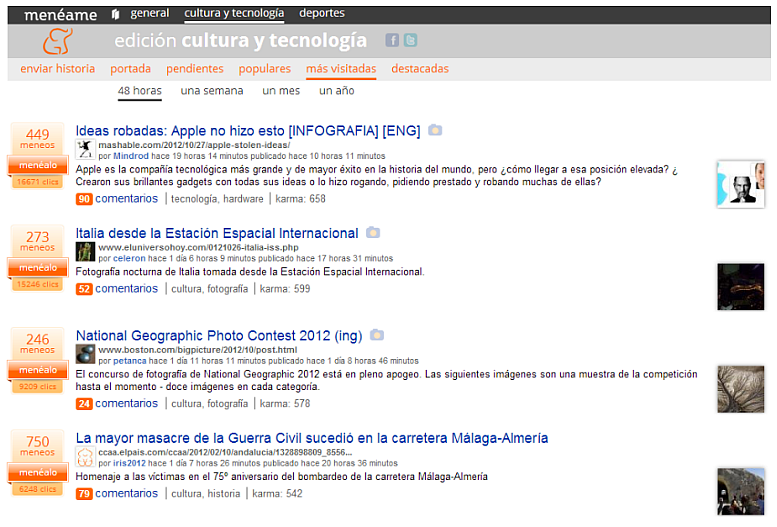 menéame general cultura y tecnología deportes
edición cultura y tecnología
enviar historia portada pendientes populares más visitadas destacadas
48 horas una semana un mes un año
449
meneos
menéalo
16671 clics
Ideas robadas: Apple no hizo esto [INFOGRAFIA] [ENG]
mashable.com/2012/10/27/apple-stolen-ideas/
por Mindrod hace 19 horas 14 minutos publicado hace 10 horas 11 minutos
Apple es la compañía tecnológica más grande y de mayor éxito en la historia del mundo, pero ¿cómo llegar a esa posición elevada? ¿
Crearon sus brillantes gadgets con todas sus ideas o lo hizo rogando, pidiendo prestado y robando muchas de ellas?
90 comentarios | tecnología, hardware | karma: 658
273
meneos
menéalo
15246 clics
Italia desde la Estación Espacial Internacional
www.eluniversohoy.com/0121026-italia-iss.php
por celeron hace 1 día 6 horas 9 minutos publicado hace 17 horas 31 minutos
Fotografía nocturna de Italia tomada desde la Estación Espacial Internacional.
52 comentarios | cultura, fotografía | karma: 599
246
meneos
menéalo
9209 clics
National Geographic Photo Contest 2012 (ing)
www.boston.com/bigpicture/2012/10/post.html
por petanca hace 1 día 11 horas 11 minutos publicado hace 1 día 8 horas 46 minutos
El concurso de fotografía de National Geographic 2012 está en pleno apogeo. Las siguientes imágenes son una muestra de la competición
hasta el momento - doce imágenes en cada categoría.
24 comentarios | cultura, fotografía | karma: 578
750
meneos
menéalo
6248 clics
La mayor masacre de la Guerra Civil sucedió en la carretera Málaga-Almería
ccaa.elpais.com/ccaa/2012/02/10/andalucia/1328898809_8556...
por iris2012 hace 1 día 7 horas 26 minutos publicado hace 20 horas 36 minutos
Homenaje a las víctimas en el 75º aniversario del bombardeo de la carretera Málaga-Almería
79 comentarios | cultura, historia | karma: 542